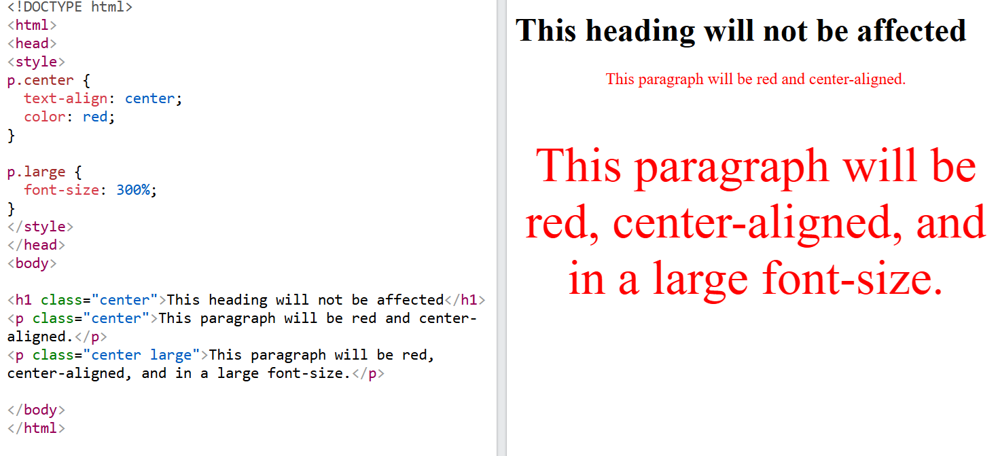 <!DOCTYPE html>
<html>
<head>
<style>
p.center {
  text-align: center;
  color: red;
}

p.large {
  font-size: 300%;
}
</style>
</head>
<body>

<h1 class="center">This heading will not be affected</h1>
<p class="center">This paragraph will be red and center-
aligned.</p>
<p class="center large">This paragraph will be red,
center-aligned, and in a large font-size.</p>

</body>
</html>
This heading will not be affected
This paragraph will be red and center-aligned.
This paragraph will be
red, center-aligned, and
in a large font-size.